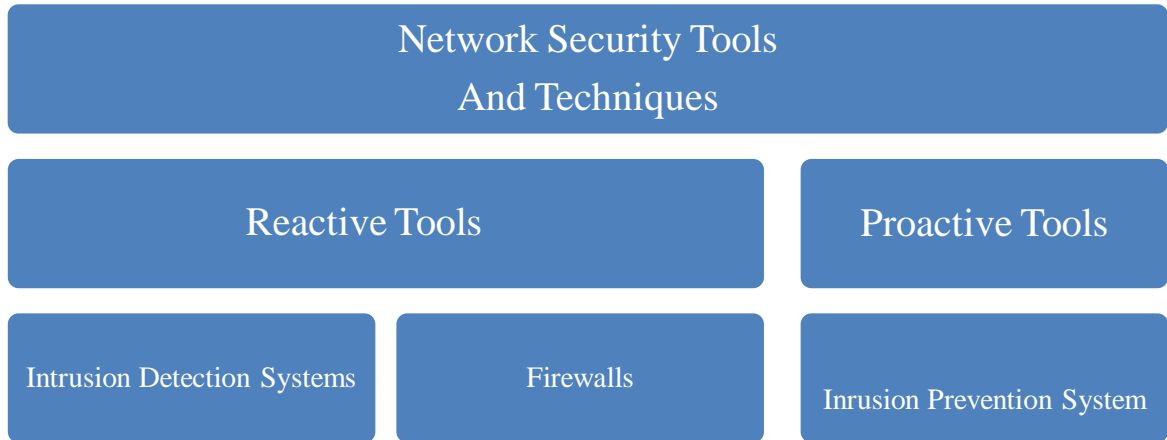 Network Security Tools
And Techniques
Reactive Tools
Proactive Tools
Intrusion Detection Systems
Firewalls
Inrusion Prevention System